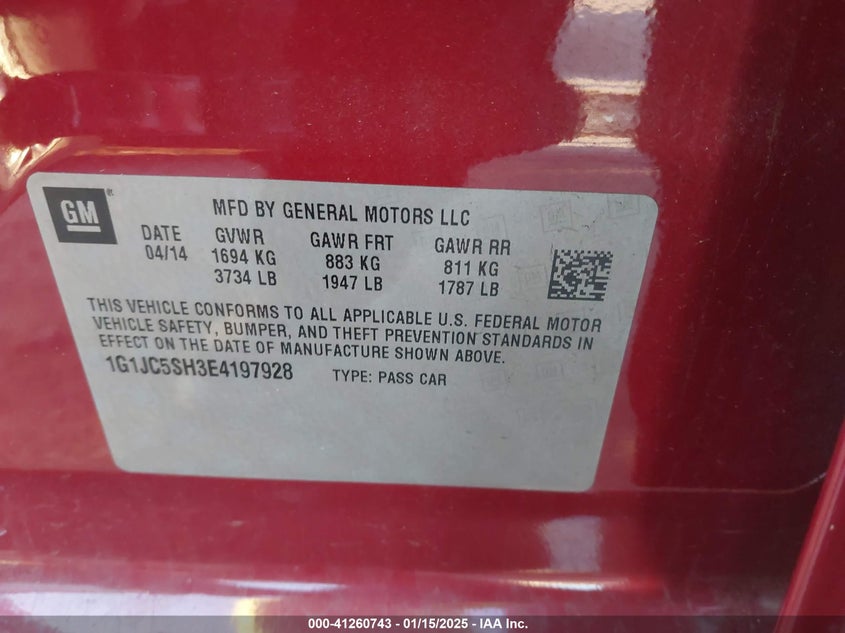 GM
MFD BY GENERAL MOTORS LLC
DATE GVWR GAWR FRT GAWR RR
04/14 1694 KG 883 KG 811 KG
3734 LB 1947 LB 1787 LB
THIS VEHICLE CONFORMS TO ALL APPLICABLE U.S. FEDERAL MOTOR
VEHICLE SAFETY, BUMPER, AND THEFT PREVENTION STANDARDS IN
EFFECT ON THE DATE OF MANUFACTURE SHOWN ABOVE.
1G1JC5SH3E4197928 TYPE: PASS CAR
000-41260743 - 01/15/2025 - IAA Inc.